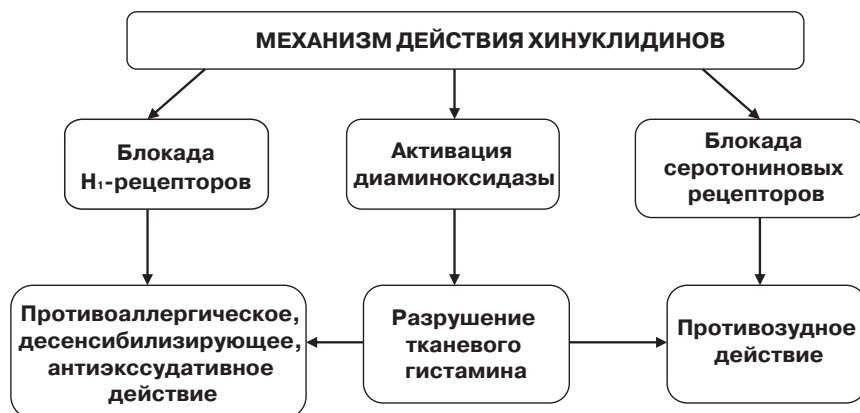 МЕХАНИЗМ ДЕЙСТВИЯ ХИНУКЛИДИНОВ
Блокада
H₁-рецепторов
Активация
диаминоксидазы
Блокада
серотониновых
рецепторов
Противоаллергическое,
десенсибилизирующее,
антиэкссудативное
действие
Разрушение
тканевого
гистамина
Противозудное
действие